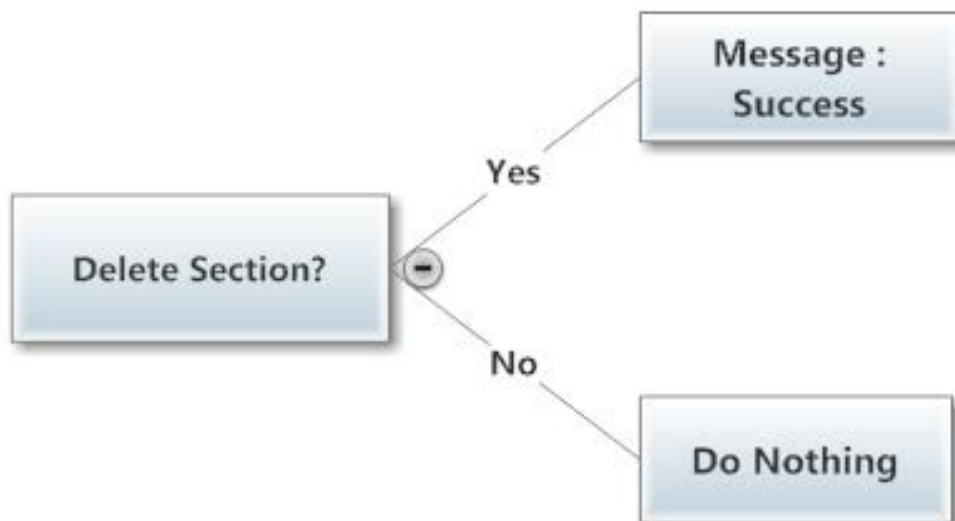 Message :
Success
Yes
Delete Section?
No
Do Nothing